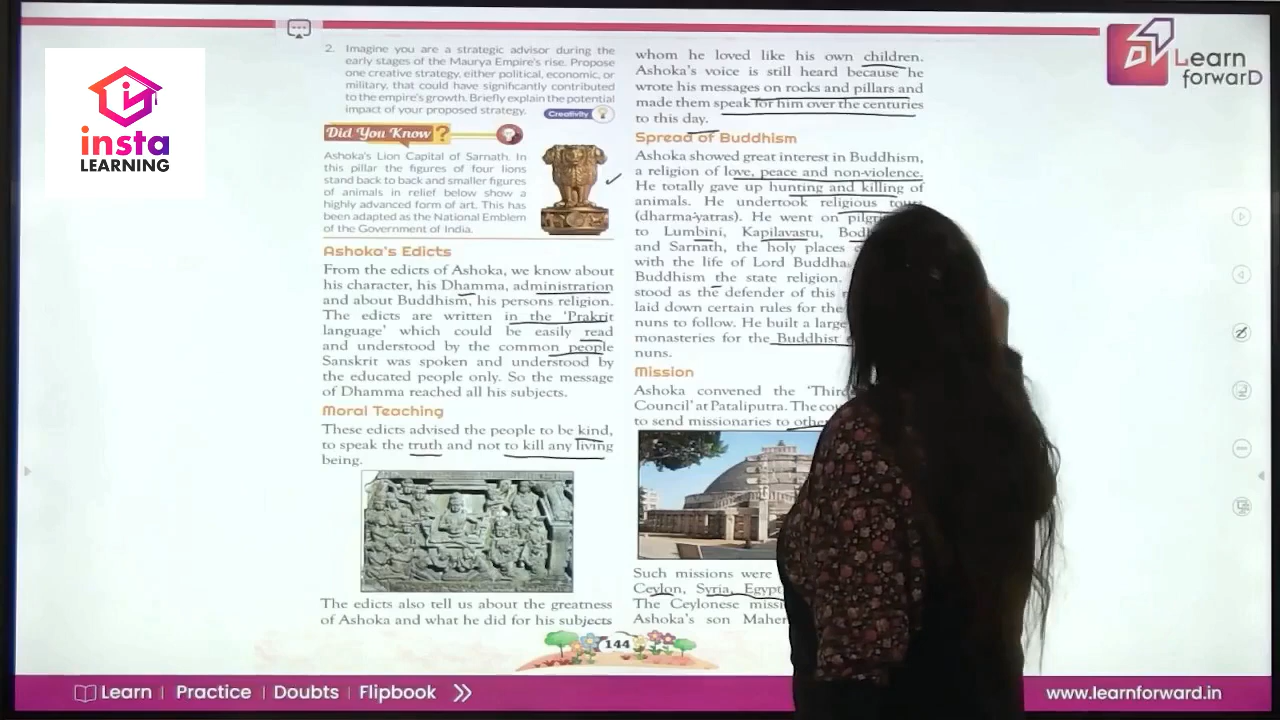 2. Imagine you are a strategic advisor during the
early stages of the Maurya Empire's rise. Propose
one creative strategy, either political, economic, or
military, that could have significantly contributed
to the empire's growth. Briefly explain the potential
impact of your proposed strategy.
Creativity
Did You Know?
Ashoka's Lion Capital of Sarnath. In
this pillar the figures of four lions
stand back to back and smaller figures
of animals in relief below show a
highly advanced form of art. This has
been adapted as the National Emblem
of the Government of India.
Ashoka's Edicts
From the edicts of Ashoka, we know about
his character, his Dhamma, administration
and about Buddhism, his persons religion.
The edicts are written in the 'Prakrit
language' which could be easily read
and understood by the common people
Sanskrit was spoken and understood by
the educated people only. So the message
of Dhamma reached all his subjects.
Moral Teaching
These edicts advised the people to be kind,
to speak the truth and not to kill any living
being.
The edicts also tell us about the greatness
of Ashoka and what he did for his subjects
whom he loved like his own children.
Ashoka's voice is still heard because he
wrote his messages on rocks and pillars and
made them speak for him over the centuries
to this day.
Spread of Buddhism
Ashoka showed great interest in Buddhism,
a religion of love, peace and non-violence.
He totally gave up hunting and killing of
animals. He undertook religious tours
(dharma-yatras). He went on
to Lumbini, Kapilavastu,
and Sarnath, the holy places
with the life of Lord Buddha
Buddhism the state religion.
stood as the defender of this
laid down certain rules for the
nuns to follow. He built a large
monasteries for the Buddhist
nuns.
Mission
Ashoka convened the 'Third
Council' at Pataliputra. The
to send missionaries to other
Such missions were
Ceylon, Syria, Egypt
The Ceylonese
Ashoka's son
144
insta
LEARNING
Learn
forwarD
Learn | Practice | Doubts | Flipbook
www.learnforward.in